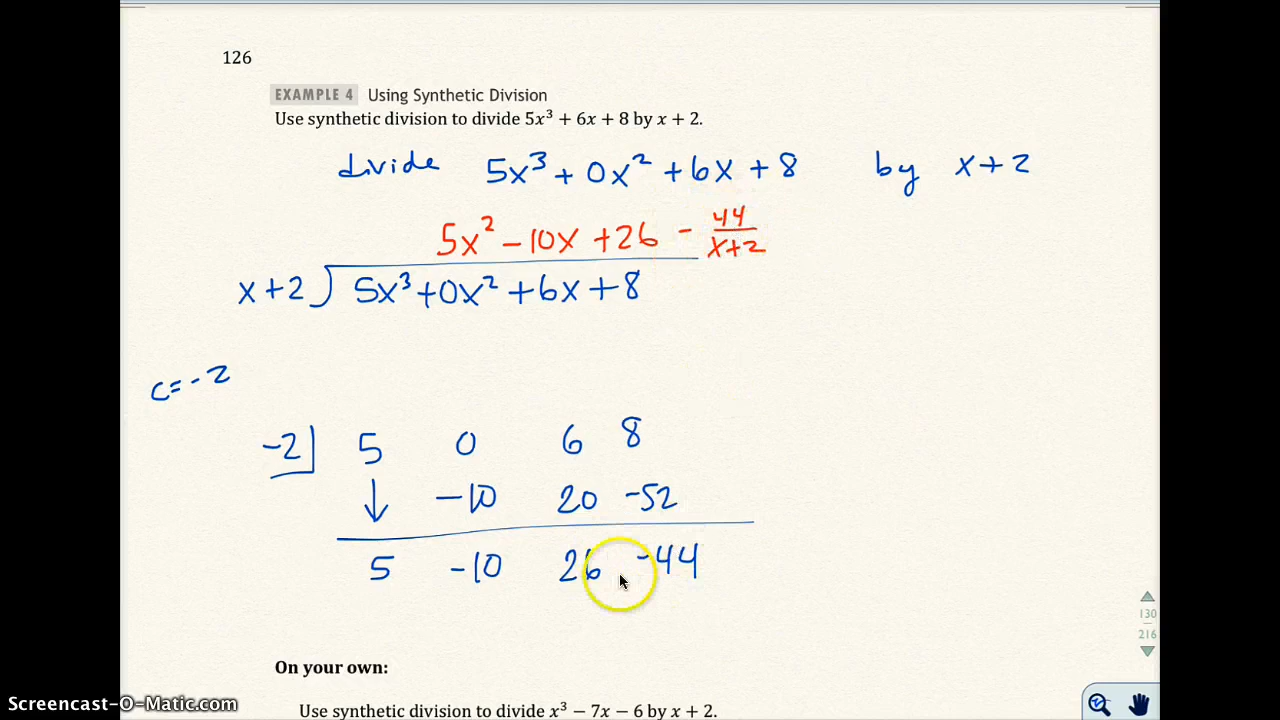 126
EXAMPLE 4 Using Synthetic Division
Use synthetic division to divide 5x³ + 6x + 8 by x + 2.
divide 5x³ + 0x² + 6x + 8 by x + 2
5x² - 10x + 26 - 44/(x+2)
x+2 ) 5x³ + 0x² + 6x + 8
c = -2
-2 | 5 0 6 8
↓ -10 20 -52
5 -10 26 -44
130
216
On your own:
Use synthetic division to divide x³ − 7x − 6 by x + 2.
Screencast-O-Matic.com